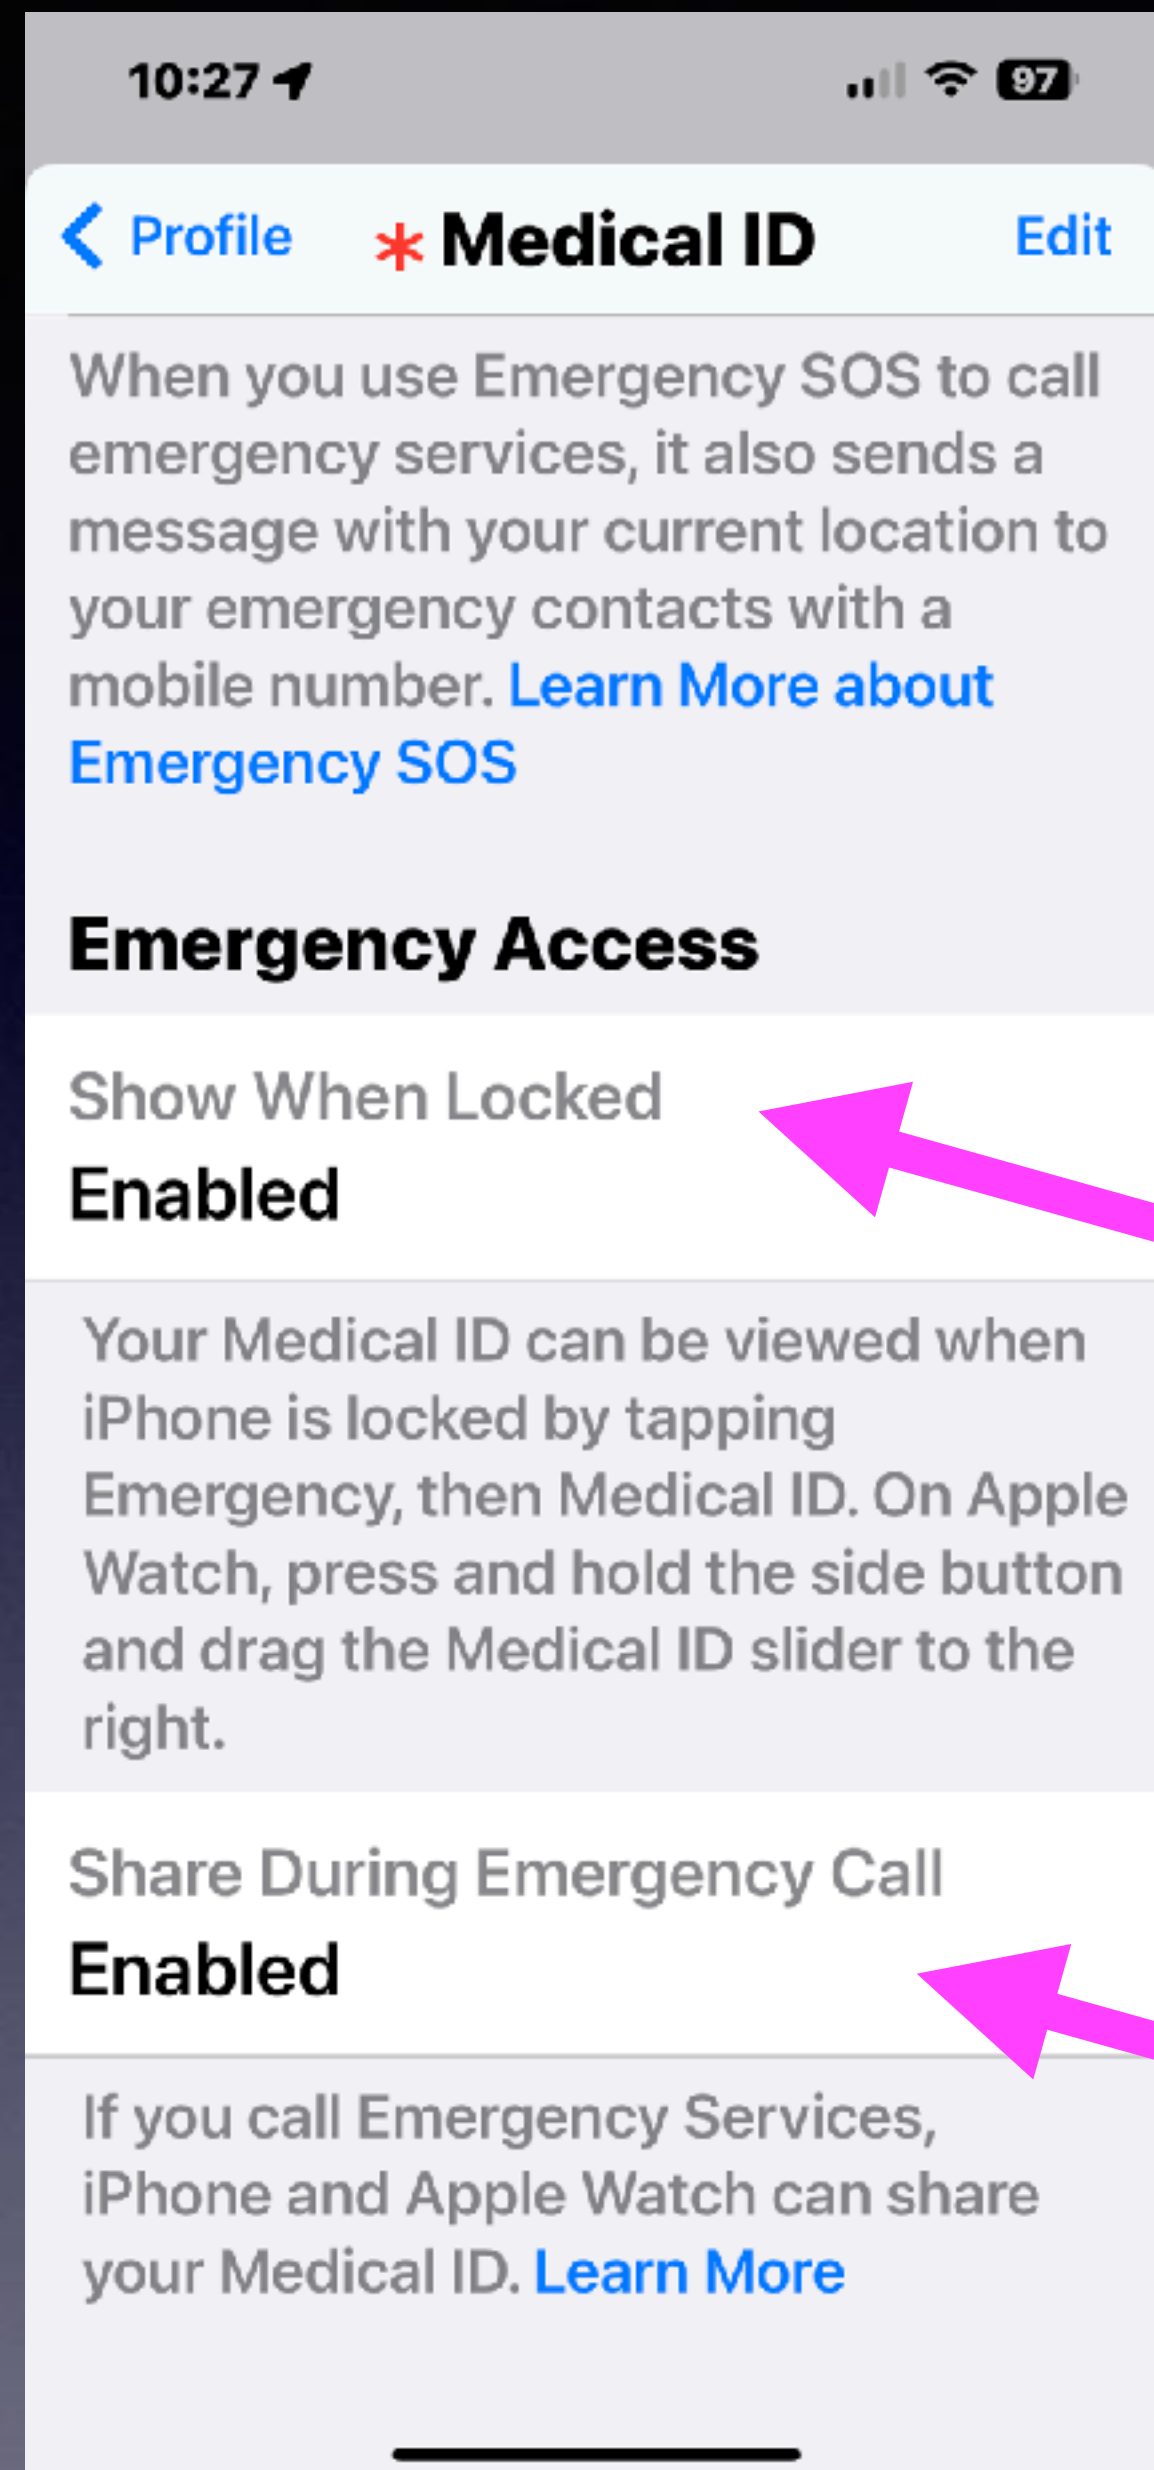 10:27
97
Profile
* Medical ID
Edit
When you use Emergency SOS to call
emergency services, it also sends a
message with your current location to
your emergency contacts with a
mobile number. Learn More about
Emergency SOS
Emergency Access
Show When Locked
Enabled
Your Medical ID can be viewed when
iPhone is locked by tapping
Emergency, then Medical ID. On Apple
Watch, press and hold the side button
and drag the Medical ID slider to the
right.
Share During Emergency Call
Enabled
If you call Emergency Services,
iPhone and Apple Watch can share
your Medical ID. Learn More